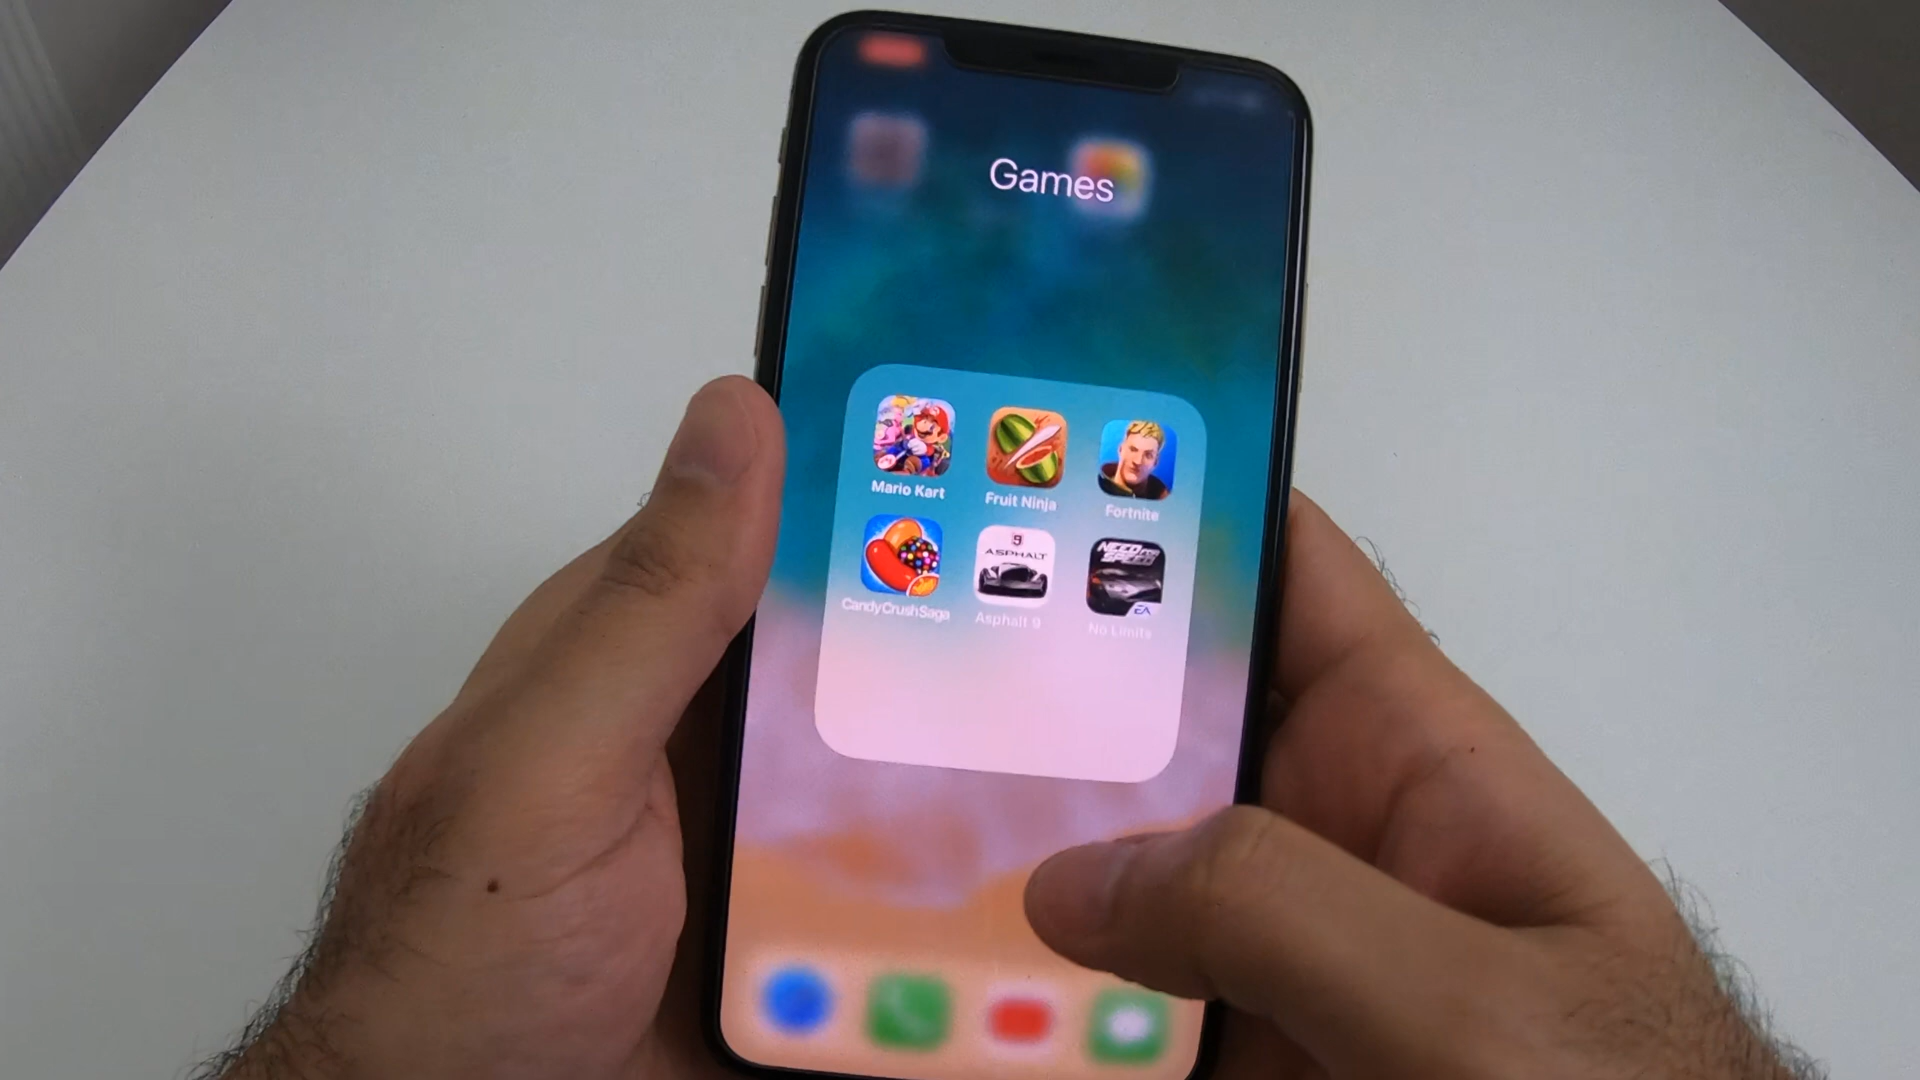 Games
Mario Kart
Fruit Ninja
Fortnite
9
ASPHALT
NEED FOR
SPEED
EA
CandyCrushSaga
Asphalt 9
No Limits